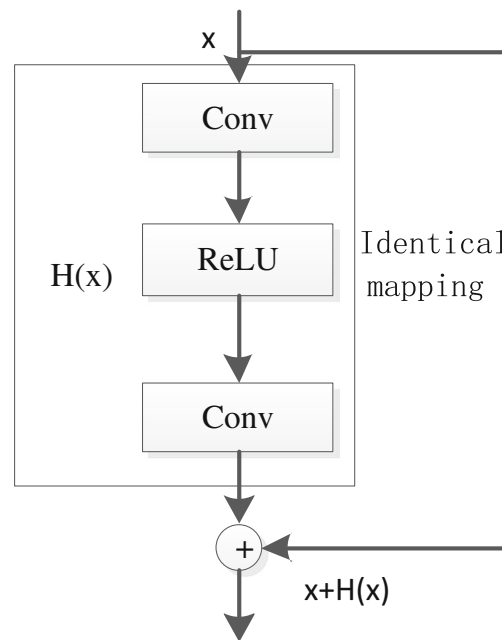 x
Conv
ReLU
H(x)
Identical
mapping
Conv
+
x+H(x)